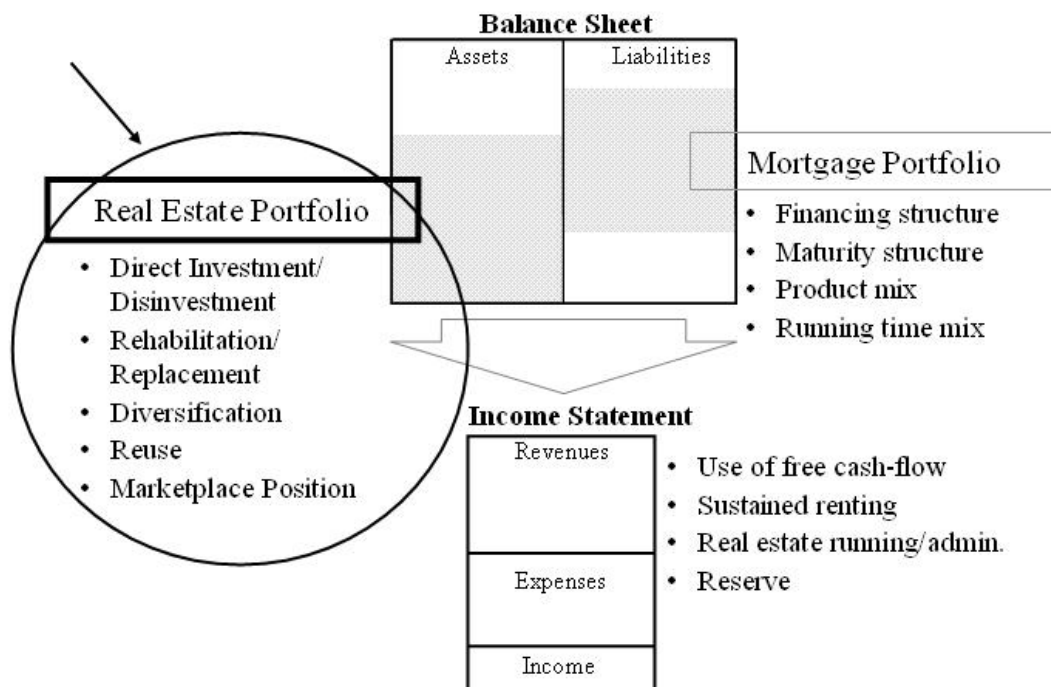 Balance Sheet
Assets
Liabilities
Mortgage Portfolio
• Financing structure
• Maturity structure
• Product mix
• Running time mix
Real Estate Portfolio
• Direct Investment/
Disinvestment
• Rehabilitation/
Replacement
• Diversification
• Reuse
• Marketplace Position
Income Statement
Revenues
Expenses
Income
• Use of free cash-flow
• Sustained renting
• Real estate running/admin.
• Reserve